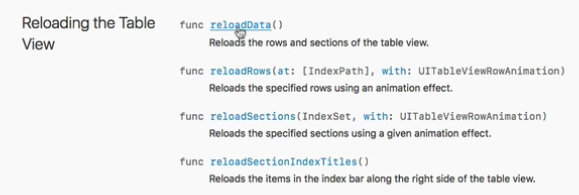 Reloading the Table
View
func reloadData()
Reloads the rows and sections of the table view.
func reloadRows(at: [IndexPath], with: UITableViewRowAnimation)
Reloads the specified rows using an animation effect.
func reloadSections(IndexSet, with: UITableViewRowAnimation)
Reloads the specified sections using a given animation effect.
func reloadSectionIndexTitles()
Reloads the items in the index bar along the right side of the table view.